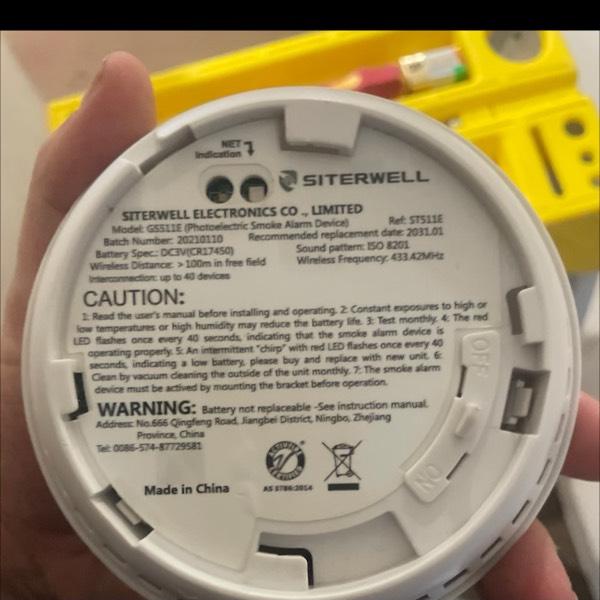 NET
Indication
SITERWELL
SITERWELL ELECTRONICS CO ., LIMITED
Model: GS511E (Photoelectric Smoke Alarm Device) Ref: ST511E
Batch Number: 20210110 Recommended replacement date: 2031.01
Battery Spec.: DC3V(CR17450) Sound pattern: ISO 8201
Wireless Distance: >100m in free field Wireless Frequency: 433.42MHz
Interconnection: up to 40 devices
CAUTION:
1: Read the user's manual before installing and operating. 2: Constant exposures to high or
low temperatures or high humidity may reduce the battery life. 3: Test monthly. 4: The red
LED flashes once every 40 seconds, indicating that the smoke alarm device is
operating properly. 5: An intermittent "chirp" with red LED flashes once every 40
seconds, indicating a low battery, please buy and replace with new unit. 6:
Clean by vacuum cleaning the outside of the unit monthly. 7: The smoke alarm
device must be actived by mounting the bracket before operation.
WARNING: Battery not replaceable -See instruction manual.
Address: No.666 Qingfeng Road, Jiangbei District, Ningbo, Zhejiang
Province, China
Tel: 0086-574-87729581
Made in China
AS 3786:2014
OFF
ON